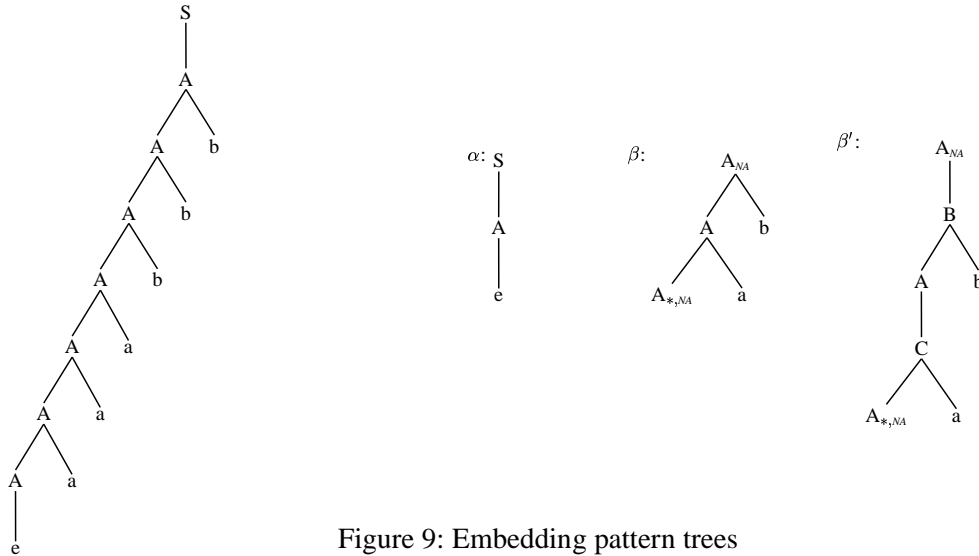 S
A
A b
α: S β: A_NA β′: A_NA
A b
A A b B
A b
e A_*,NA a A b
A a
A a C
A_*,NA a
A a
e
Figure 9: Embedding pattern trees